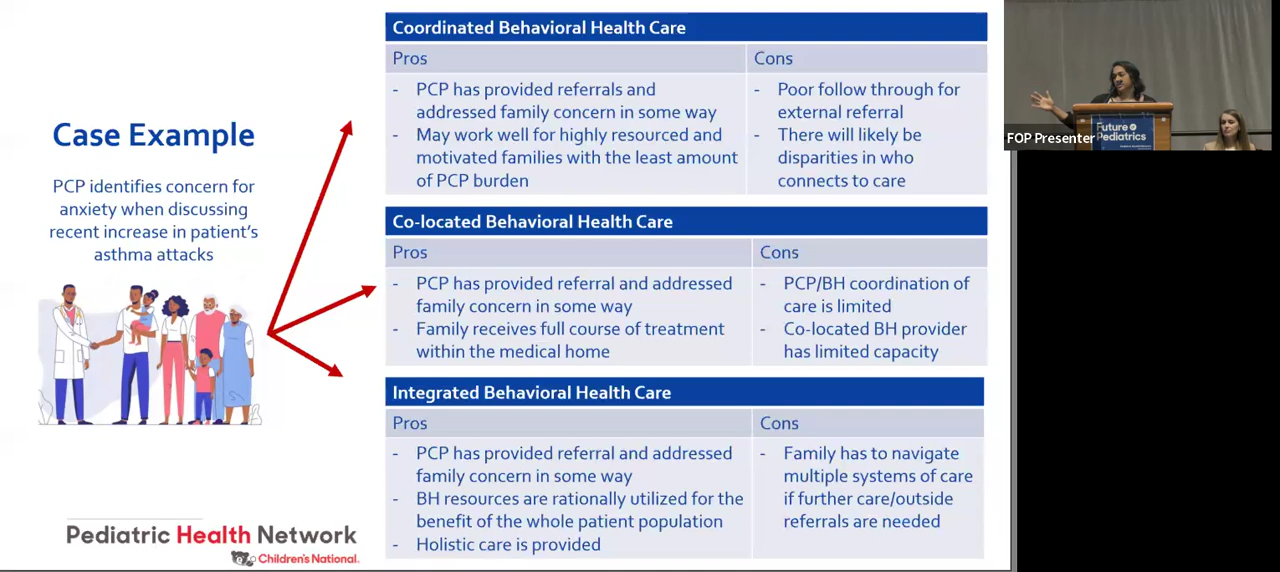 Case Example
PCP identifies concern for
anxiety when discussing
recent increase in patient's
asthma attacks
Pediatric Health Network
Children's National.
Coordinated Behavioral Health Care
Pros
Cons
- PCP has provided referrals and
addressed family concern in some way
- May work well for highly resourced and
motivated families with the least amount
of PCP burden
- Poor follow through for
external referral
- There will likely be
disparities in who
connects to care
Co-located Behavioral Health Care
Pros
Cons
- PCP has provided referral and addressed
family concern in some way
- Family receives full course of treatment
within the medical home
- PCP/BH coordination of
care is limited
- Co-located BH provider
has limited capacity
Integrated Behavioral Health Care
Pros
Cons
- PCP has provided referral and addressed
family concern in some way
- BH resources are rationally utilized for the
benefit of the whole patient population
- Holistic care is provided
- Family has to navigate
multiple systems of care
if further care/outside
referrals are needed
Future
Pediatrics
FOP Presenter